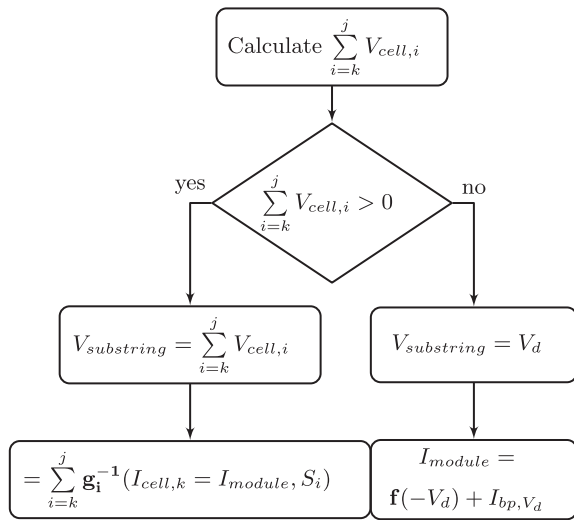 Calculate \sum_{i=k}^{j} V_{cell,i}
\sum_{i=k}^{j} V_{cell,i} > 0
yes
no
V_{substring} = \sum_{i=k}^{j} V_{cell,i}
V_{substring} = V_d
= \sum_{i=k}^{j} \mathbf{g_i^{-1}}(I_{cell,k} = I_{module}, S_i)
I_{module} =
\mathbf{f}(-V_d) + I_{bp,V_d}